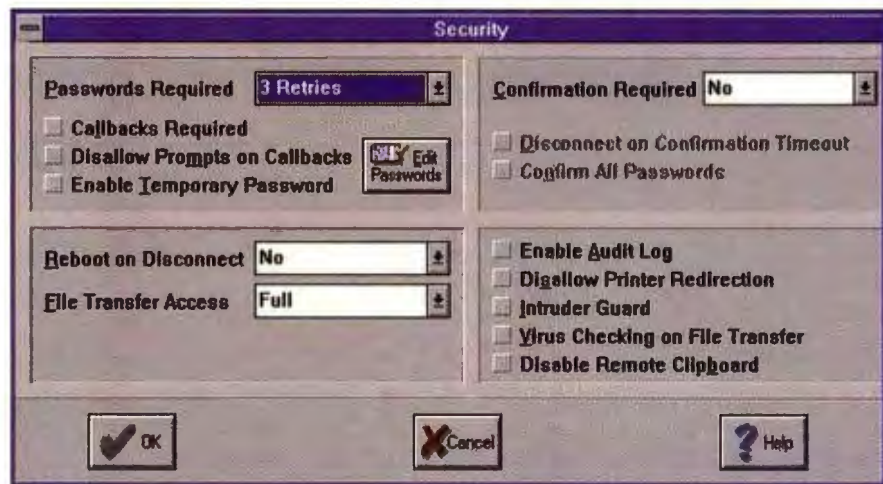 Security
Passwords Required 3 Retries
Callbacks Required
Disallow Prompts on Callbacks
Enable Temporary Password
Edit
Passwords
Confirmation Required No
Disconnect on Confirmation Timeout
Confirm All Passwords
Reboot on Disconnect No
File Transfer Access Full
Enable Audit Log
Disallow Printer Redirection
Intruder Guard
Virus Checking on File Transfer
Disable Remote Clipboard
OK
Cancel
Help